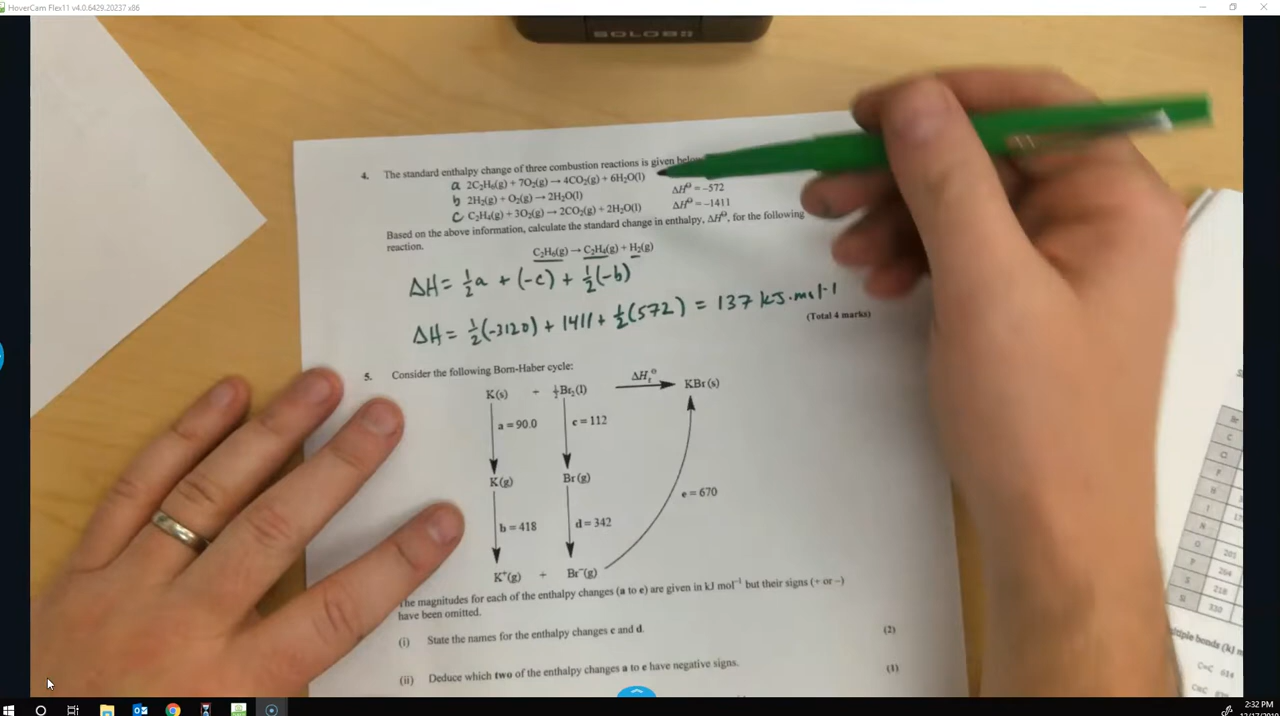 HoverCam Flex11 v4.0.6429.20237 x86
4. The standard enthalpy change of three combustion reactions is given
a 2C₂H₆(g) + 7O₂(g) → 4CO₂(g) + 6H₂O(l)
b 2H₂(g) + O₂(g) → 2H₂O(l) ΔH⊖ = –572
c C₂H₄(g) + 3O₂(g) → 2CO₂(g) + 2H₂O(l) ΔH⊖ = –1411
Based on the above information, calculate the standard change in enthalpy, ΔH⊖, for the following
reaction.
C₂H₆(g) → C₂H₄(g) + H₂(g)
ΔH = ½a + (-c) + ½(-b)
ΔH = ½(-3120) + 1411 + ½(572) = 137 kJ·mol-1
(Total 4 marks)
5. Consider the following Born-Haber cycle:
K(s) + ½Br₂(l) KBr(s)
a = 90.0 c = 112
K(g) Br(g)
e = 670
b = 418 d = 342
K⁺(g) + Br⁻(g)
The magnitudes for each of the enthalpy changes (a to e) are given in kJ mol⁻¹ but their signs (+ or –)
have been omitted.
(i) State the names for the enthalpy changes c and d. (2)
(ii) Deduce which two of the enthalpy changes a to e have negative signs. (1)
2:32 PM